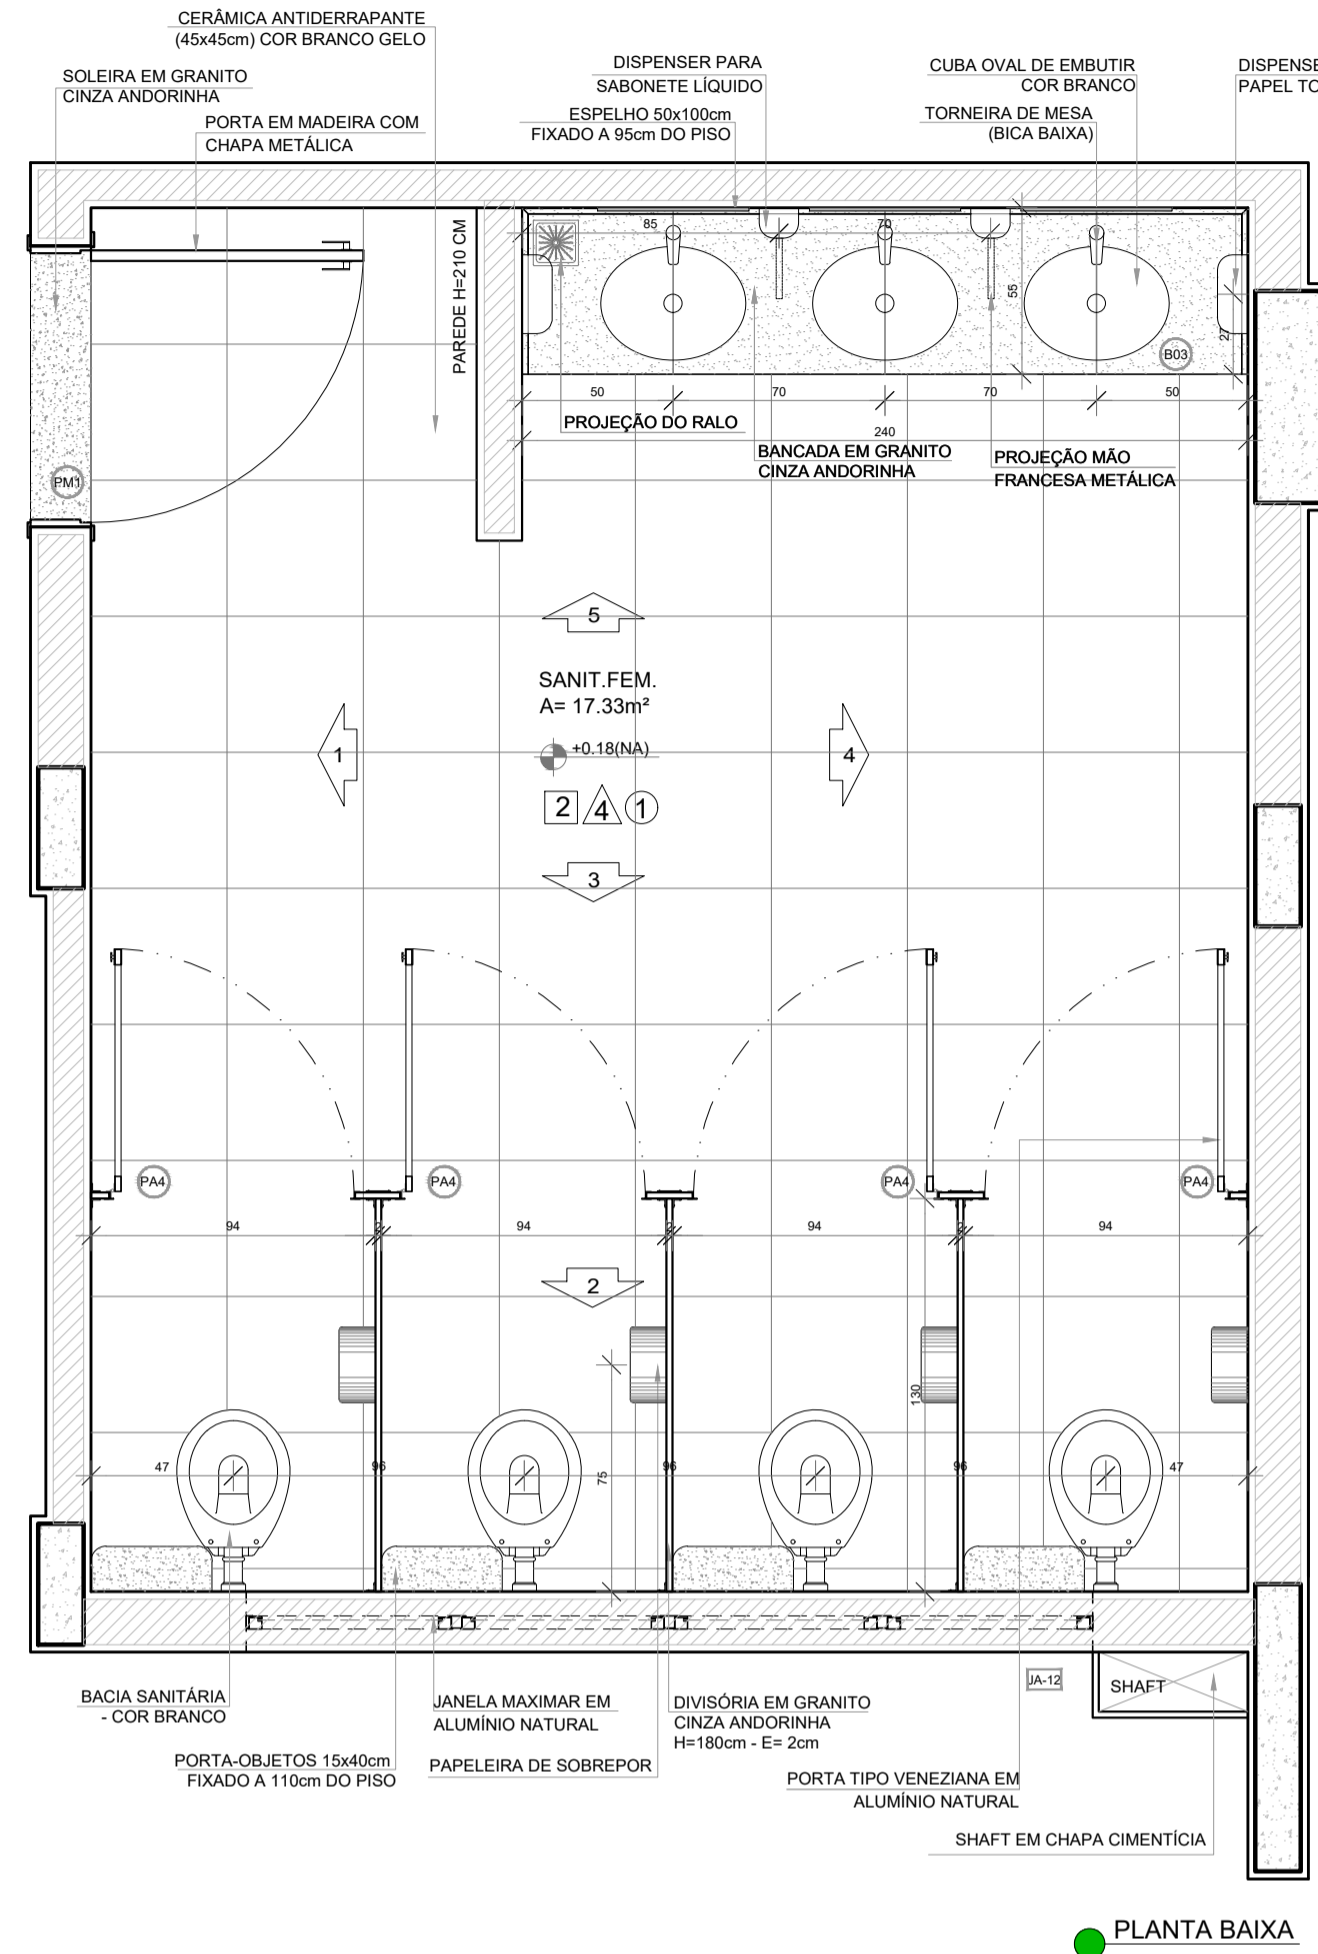 CERÂMICA ANTIDERRAPANTE
(45x45cm) COR BRANCO GELO
SOLEIRA EM GRANITO
CINZA ANDORINHA
PORTA EM MADEIRA COM
CHAPA METÁLICA
DISPENSER PARA
SABONETE LÍQUIDO
ESPELHO 50x100cm
FIXADO A 95cm DO PISO
CUBA OVAL DE EMBUTIR
COR BRANCO
TORNEIRA DE MESA
(BICA BAIXA)
DISPENSE
PAPEL TO
PAREDE H=210 CM
85
70
55
27
B03
50
70
70
50
240
PROJEÇÃO DO RALO
BANCADA EM GRANITO
CINZA ANDORINHA
PROJEÇÃO MÃO
FRANCESA METÁLICA
PM1
5
SANIT.FEM.
A= 17.33m²
+0.18(NA)
1
4
2 4 1
3
PA4
PA4
PA4
PA4
94
2
94
2
94
2
94
2
130
75
47
96
96
96
47
JA-12
SHAFT
BACIA SANITÁRIA
- COR BRANCO
PORTA-OBJETOS 15x40cm
FIXADO A 110cm DO PISO
JANELA MAXIMAR EM
ALUMÍNIO NATURAL
PAPELEIRA DE SOBREPOR
DIVISÓRIA EM GRANITO
CINZA ANDORINHA
H=180cm - E= 2cm
PORTA TIPO VENEZIANA EM
ALUMÍNIO NATURAL
SHAFT EM CHAPA CIMENTÍCIA
PLANTA BAIXA